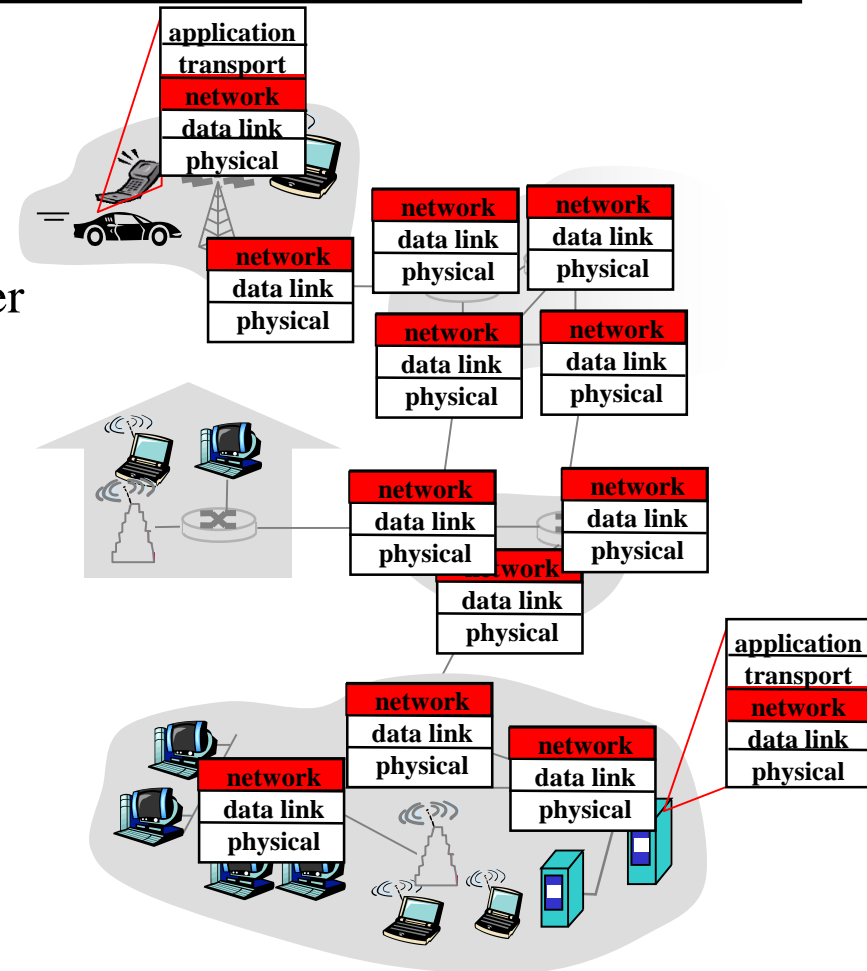 application
transport
network
data link
physical
network
data link
physical
network
data link
physical
network
data link
physical
er
network
data link
physical
network
data link
physical
network
data link
physical
network
data link
physical
network
data link
physical
application
transport
network
data link
physical
network
data link
physical
network
data link
physical
network
data link
physical